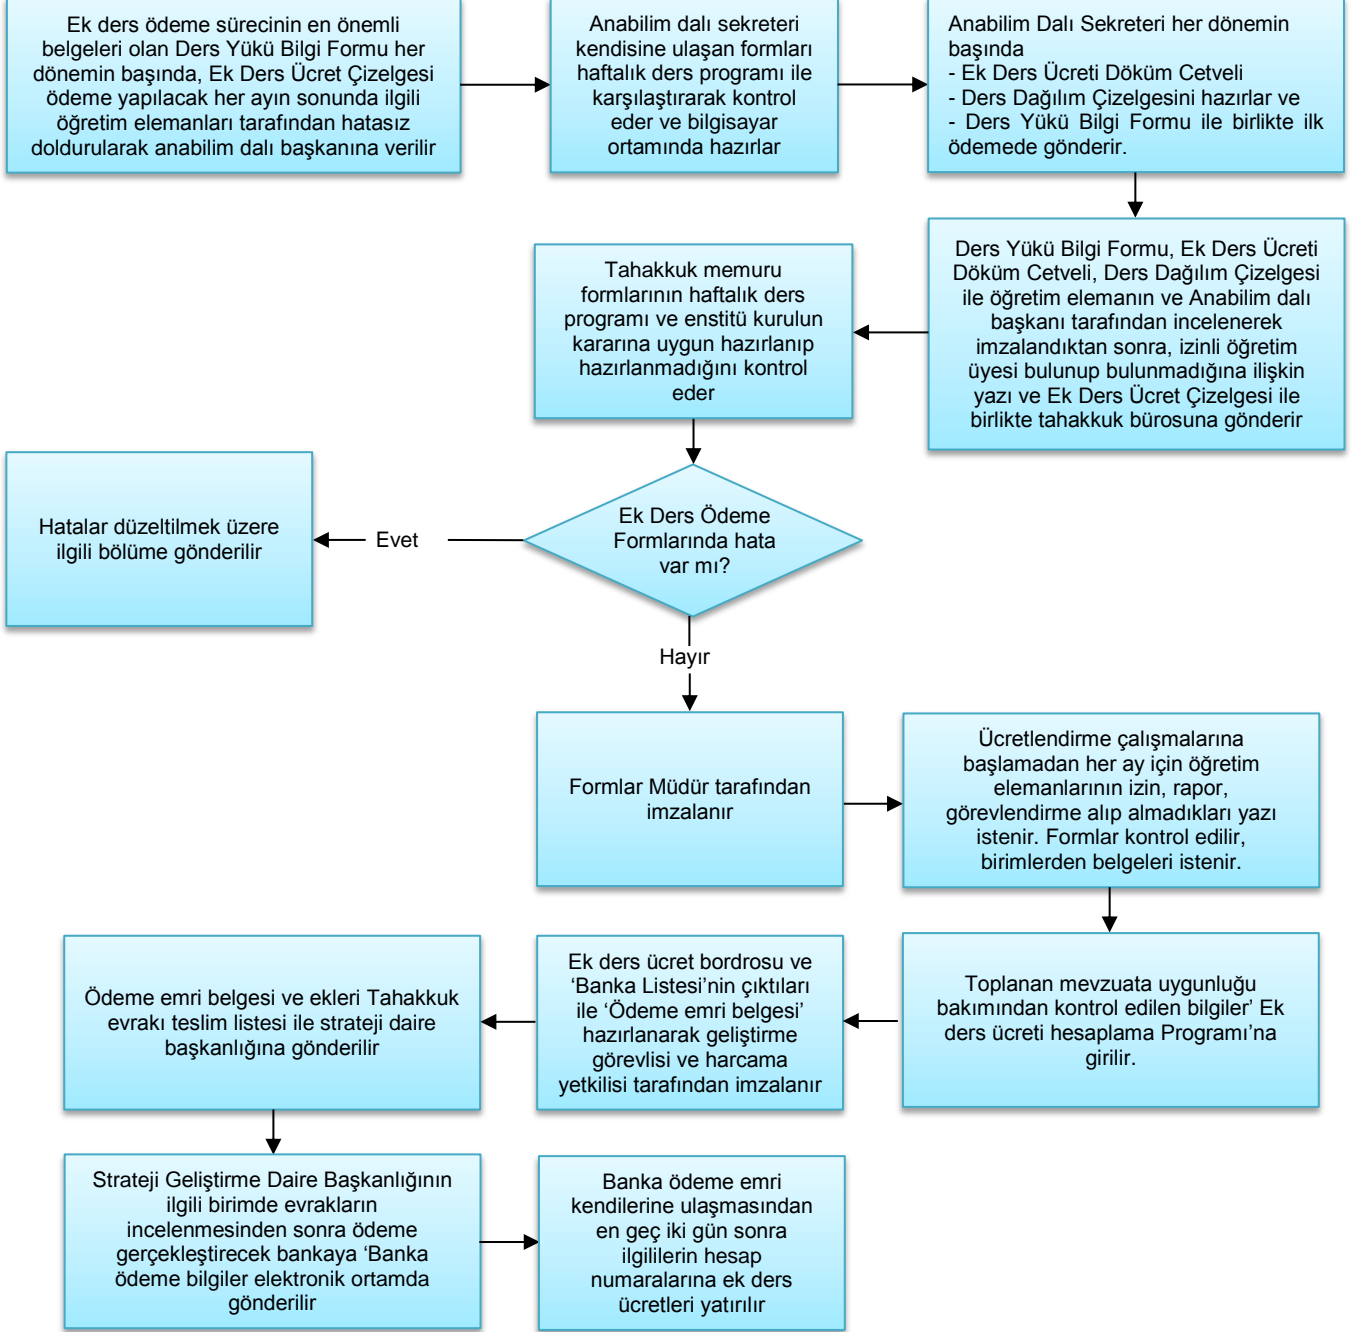 Ek ders ödeme sürecinin en önemli
belgeleri olan Ders Yükü Bilgi Formu her
dönemin başında, Ek Ders Ücret Çizelgesi
ödeme yapılacak her ayın sonunda ilgili
öğretim elemanları tarafından hatasız
doldurularak anabilim dalı başkanına verilir
Anabilim dalı sekreteri
kendisine ulaşan formları
haftalık ders programı ile
karşılaştırarak kontrol
eder ve bilgisayar
ortamında hazırlar
Anabilim Dalı Sekreteri her dönemin
başında
- Ek Ders Ücreti Döküm Cetveli
- Ders Dağılım Çizelgesini hazırlar ve
- Ders Yükü Bilgi Formu ile birlikte ilk
ödemede gönderir.
Ders Yükü Bilgi Formu, Ek Ders Ücreti
Döküm Cetveli, Ders Dağılım Çizelgesi
ile öğretim elemanın ve Anabilim dalı
başkanı tarafından incelenerek
imzalandıktan sonra, izinli öğretim
üyesi bulunup bulunmadığına ilişkin
yazı ve Ek Ders Ücret Çizelgesi ile
birlikte tahakkuk bürosuna gönderir
Tahakkuk memuru
formlarının haftalık ders
programı ve enstitü kurulun
kararına uygun hazırlanıp
hazırlanmadığını kontrol
eder
Ek Ders Ödeme
Formlarında hata
var mı?
Evet
Hatalar düzeltilmek üzere
ilgili bölüme gönderilir
Hayır
Formlar Müdür tarafından
imzalanır
Ücretlendirme çalışmalarına
başlamadan her ay için öğretim
elemanlarının izin, rapor,
görevlendirme alıp almadıkları yazı
istenir. Formlar kontrol edilir,
birimlerden belgeleri istenir.
Toplanan mevzuata uygunluğu
bakımından kontrol edilen bilgiler’ Ek
ders ücreti hesaplama Programı’na
girilir.
Ek ders ücret bordrosu ve
‘Banka Listesi’nin çıktıları
ile ‘Ödeme emri belgesi’
hazırlanarak geliştirme
görevlisi ve harcama
yetkilisi tarafından imzalanır
Ödeme emri belgesi ve ekleri Tahakkuk
evrakı teslim listesi ile strateji daire
başkanlığına gönderilir
Strateji Geliştirme Daire Başkanlığının
ilgili birimde evrakların
incelenmesinden sonra ödeme
gerçekleştirecek bankaya ‘Banka
ödeme bilgiler elektronik ortamda
gönderilir
Banka ödeme emri
kendilerine ulaşmasından
en geç iki gün sonra
ilgililerin hesap
numaralarına ek ders
ücretleri yatırılır